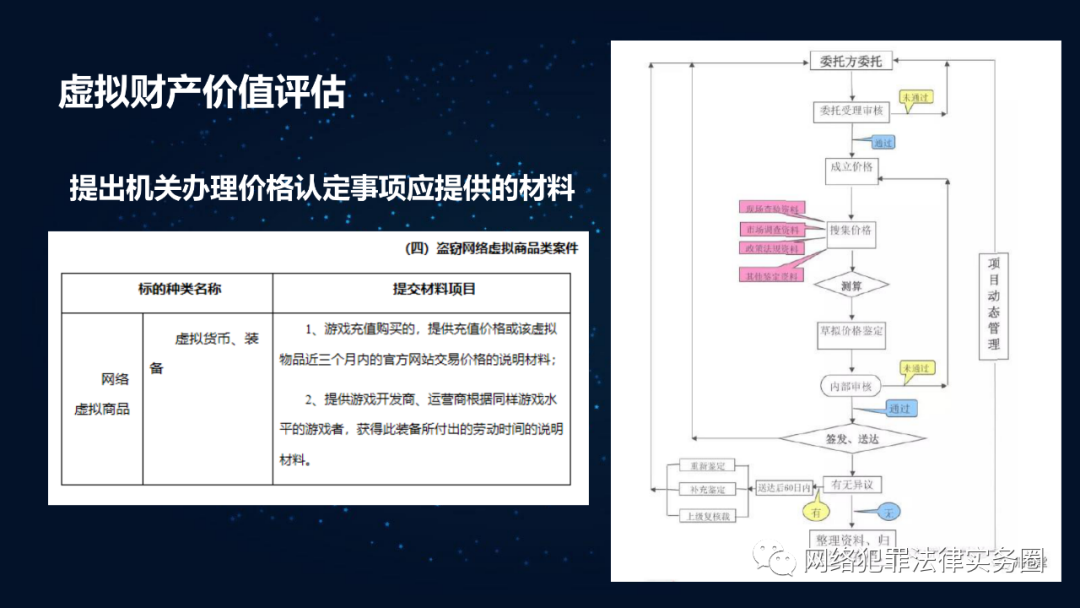 虚拟财产价值评估
提出机关办理价格认定事项应提供的材料
（四）盗窃网络虚拟商品类案件
标的种类名称
提交材料项目
网络
虚拟商品
虚拟货币、装
备
1、游戏充值购买的，提供充值价格或该虚拟
物品近三个月内的官方网站交易价格的说明材料；
2、提供游戏开发商、运营商根据同样游戏水
平的游戏者，获得此装备所付出的劳动时间的说明
材料。
委托方委托
委托受理审核
未通过
通过
成立价格
现场查勘资料
市场调查资料
政策法规资料
其他鉴定资料
搜集价格
测算
草拟价格鉴定
内部审核
未通过
通过
签发、送达
重新鉴定
补充鉴定
上级复核裁
送达后60日内
有无异议
有
无
整理资料、归
项目动态管理
网络犯罪法律实务圈